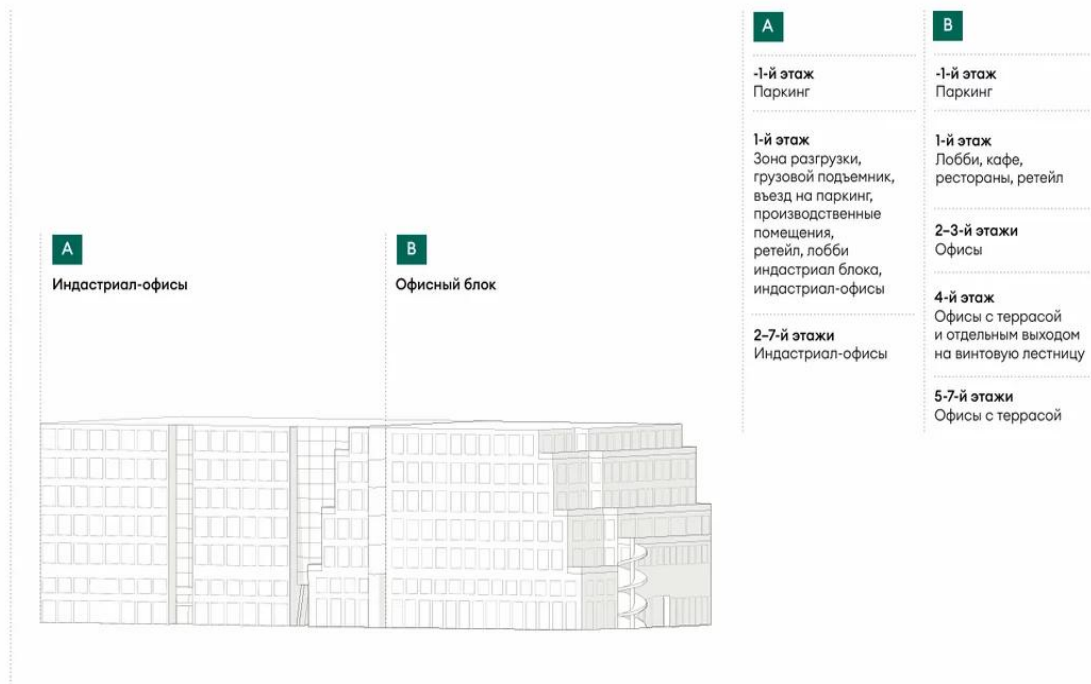 A
Индастриал-офисы
B
Офисный блок
A
-1-й этаж
Паркинг
1-й этаж
Зона разгрузки,
грузовой подъемник,
въезд на паркинг,
производственные
помещения,
ретейл, лобби
индастриал блока,
индастриал-офисы
2–7-й этажи
Индастриал-офисы
B
-1-й этаж
Паркинг
1-й этаж
Лобби, кафе,
рестораны, ретейл
2–3-й этажи
Офисы
4-й этаж
Офисы с террасой
и отдельным выходом
на винтовую лестницу
5-7-й этажи
Офисы с террасой